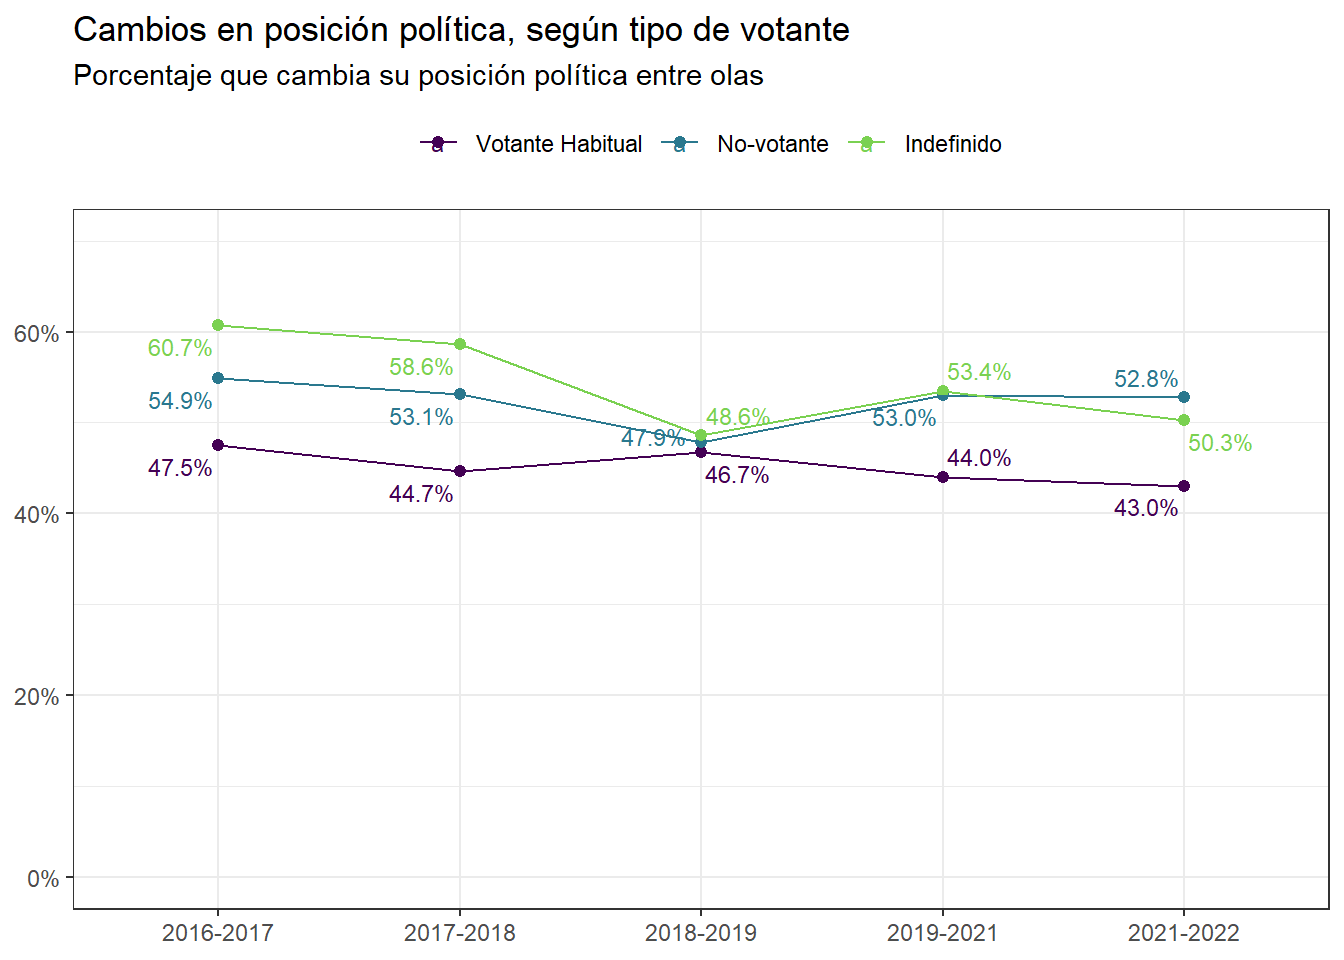 Cambios en posición política, según tipo de votante
Porcentaje que cambia su posición política entre olas
a Votante Habitual a No-votante a Indefinido
60.7% 58.6% 48.6% 53.4% 50.3%
54.9% 53.1% 47.9% 53.0% 52.8%
47.5% 44.7% 46.7% 44.0% 43.0%
60%
40%
20%
0%
2016-2017 2017-2018 2018-2019 2019-2021 2021-2022